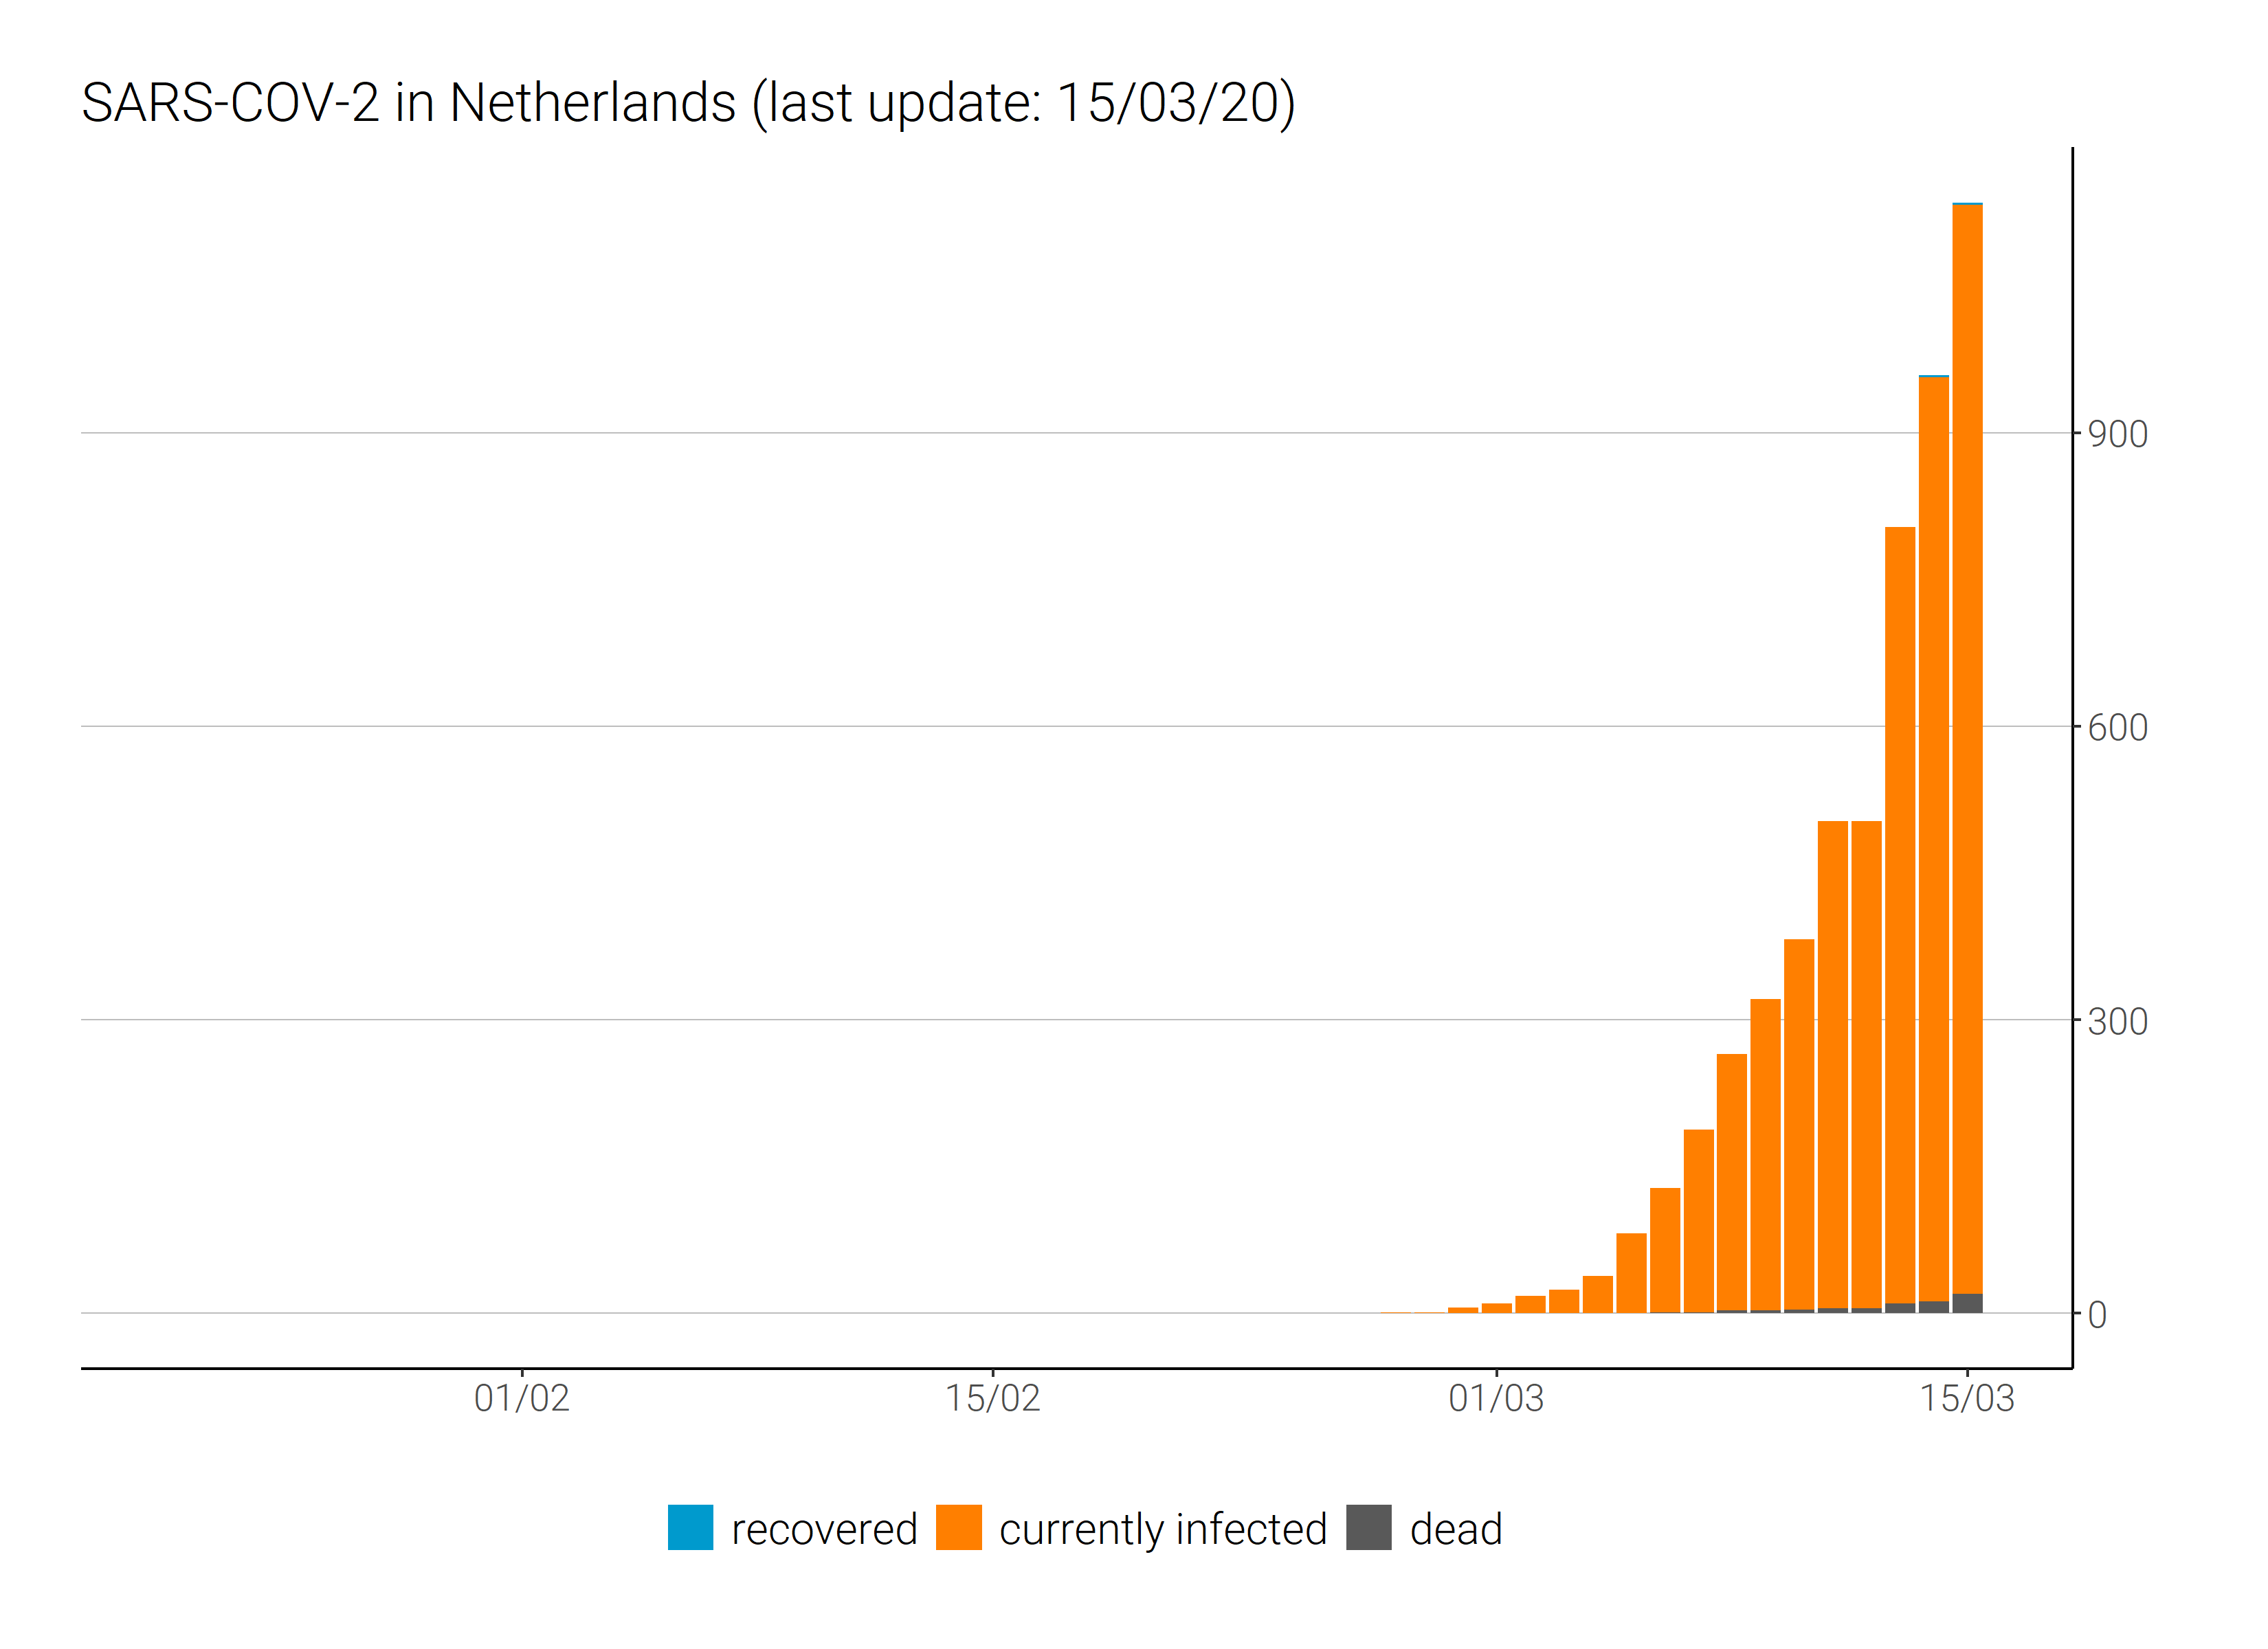 SARS-COV-2 in Netherlands (last update: 15/03/20)
900
600
300
0
01/02 15/02 01/03 15/03
recovered currently infected dead